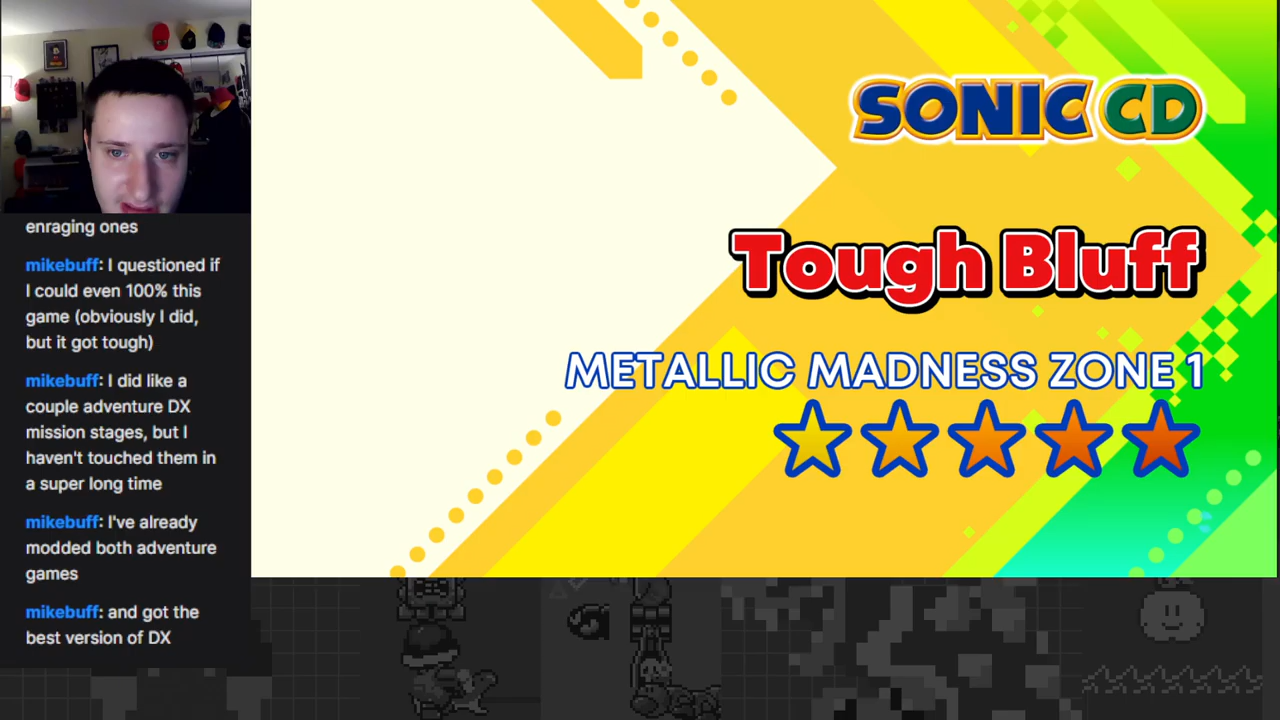 enraging ones
mikebuff: I questioned if
I could even 100% this
game (obviously I did,
but it got tough)
mikebuff: I did like a
couple adventure DX
mission stages, but I
haven't touched them in
a super long time
mikebuff: I've already
modded both adventure
games
mikebuff: and got the
best version of DX
SONIC CD
Tough Bluff
METALLIC MADNESS ZONE 1